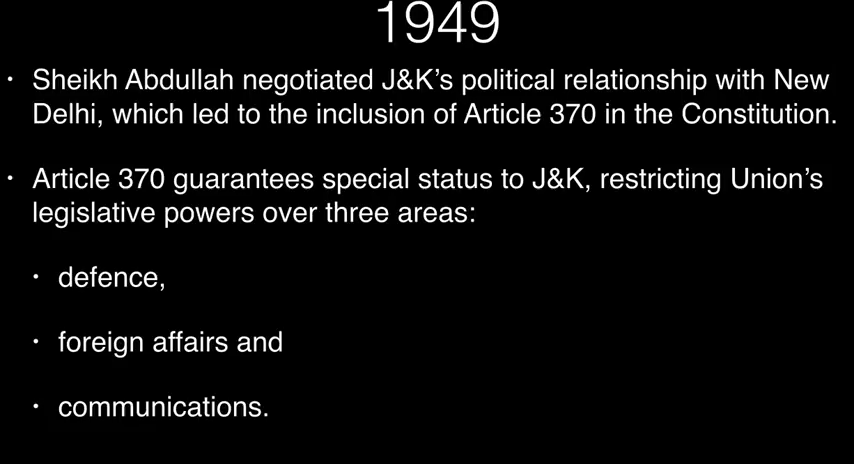 1949
• Sheikh Abdullah negotiated J&K’s political relationship with New
Delhi, which led to the inclusion of Article 370 in the Constitution.
• Article 370 guarantees special status to J&K, restricting Union’s
legislative powers over three areas:
• defence,
• foreign affairs and
• communications.